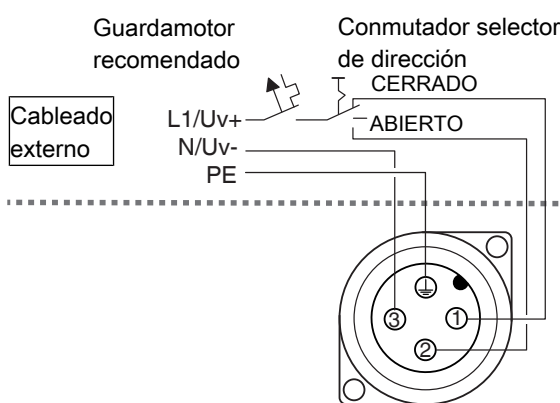 Guardamotor
recomendado
Conmutador selector
de dirección
CERRADO
ABIERTO
Cableado
externo
L1/Uv+
N/Uv-
PE
3
1
2